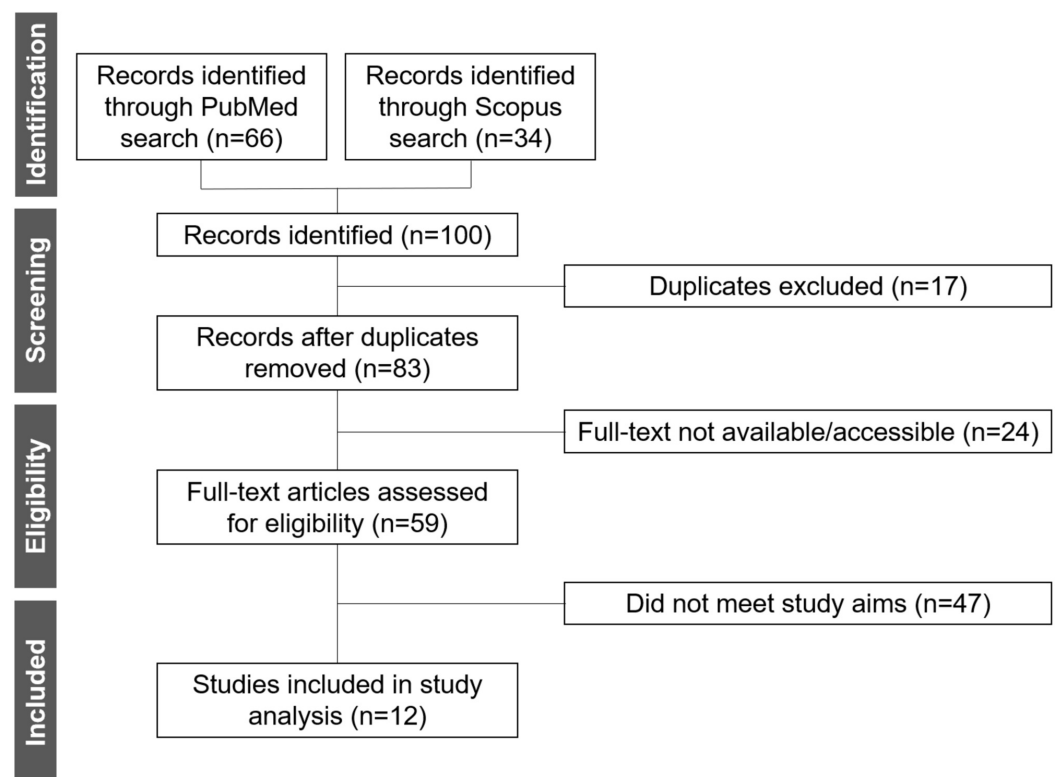 Identification
Records identified
through PubMed
search (n=66)
Records identified
through Scopus
search (n=34)
Screening
Records identified (n=100)
Duplicates excluded (n=17)
Records after duplicates
removed (n=83)
Eligibility
Full-text not available/accessible (n=24)
Full-text articles assessed
for eligibility (n=59)
Did not meet study aims (n=47)
Included
Studies included in study
analysis (n=12)